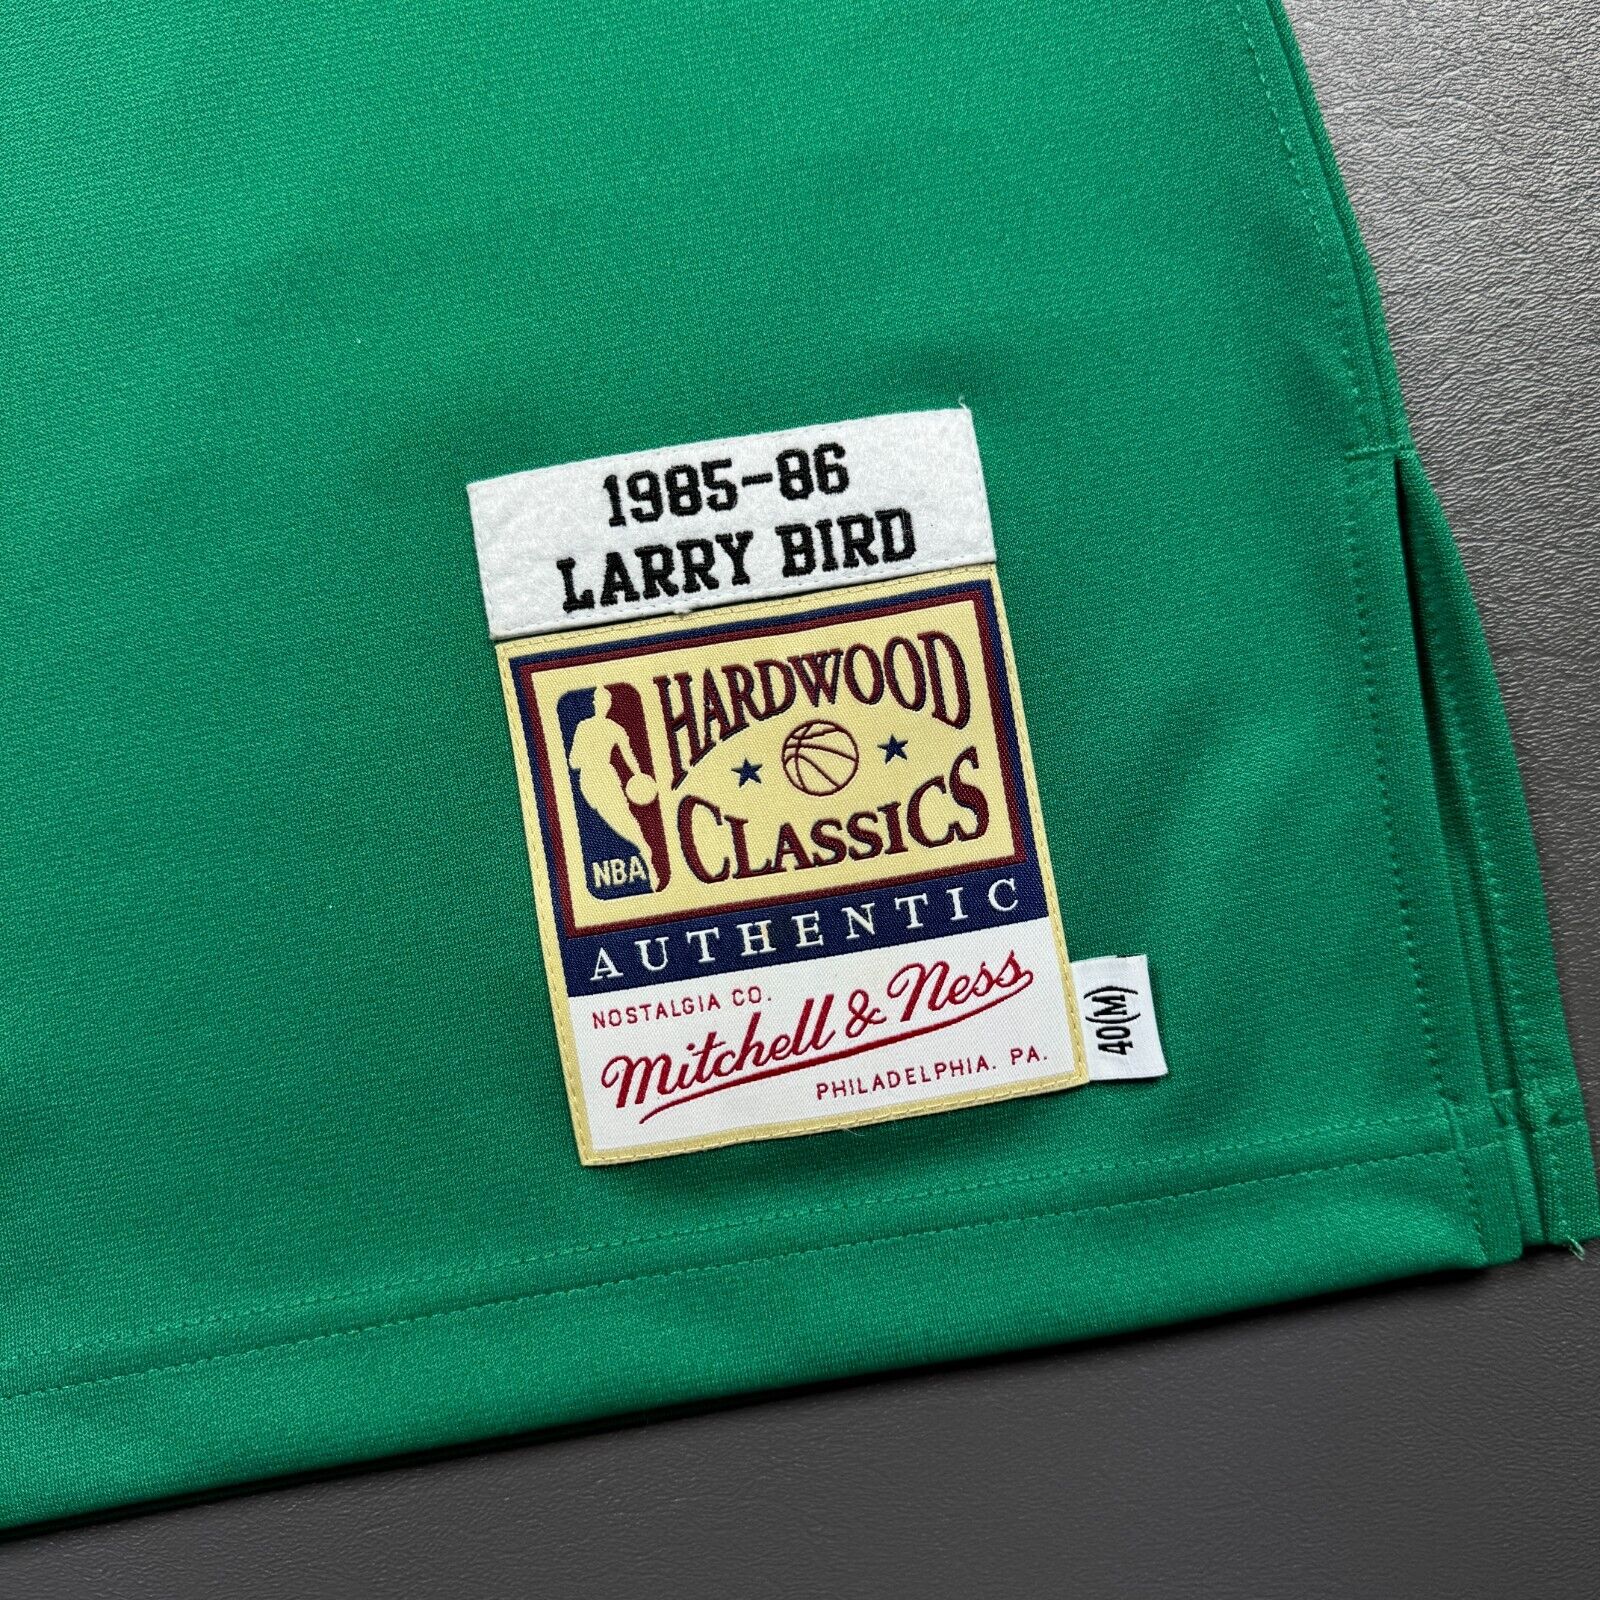 1985-86
LARRY BIRD
HARDWOOD
CLASSICS
NBA
AUTHENTIC
NOSTALGIA CO.
Mitchell & Ness
PHILADELPHIA. PA.
40(M)